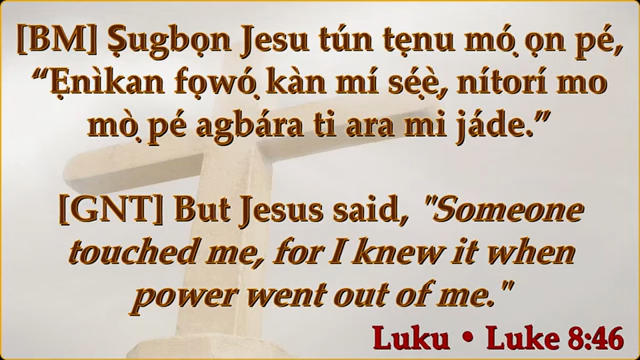 [BM] Ṣugbọn Jesu tún tẹnu mọ́ ọn pé,
“Ẹnìkan fọwọ́ kàn mí sẹ́ẹ̀, nítorí mo
mọ̀ pé agbára ti ara mi jáde.”
[GNT] But Jesus said, "Someone
touched me, for I knew it when
power went out of me."
Luku • Luke 8:46